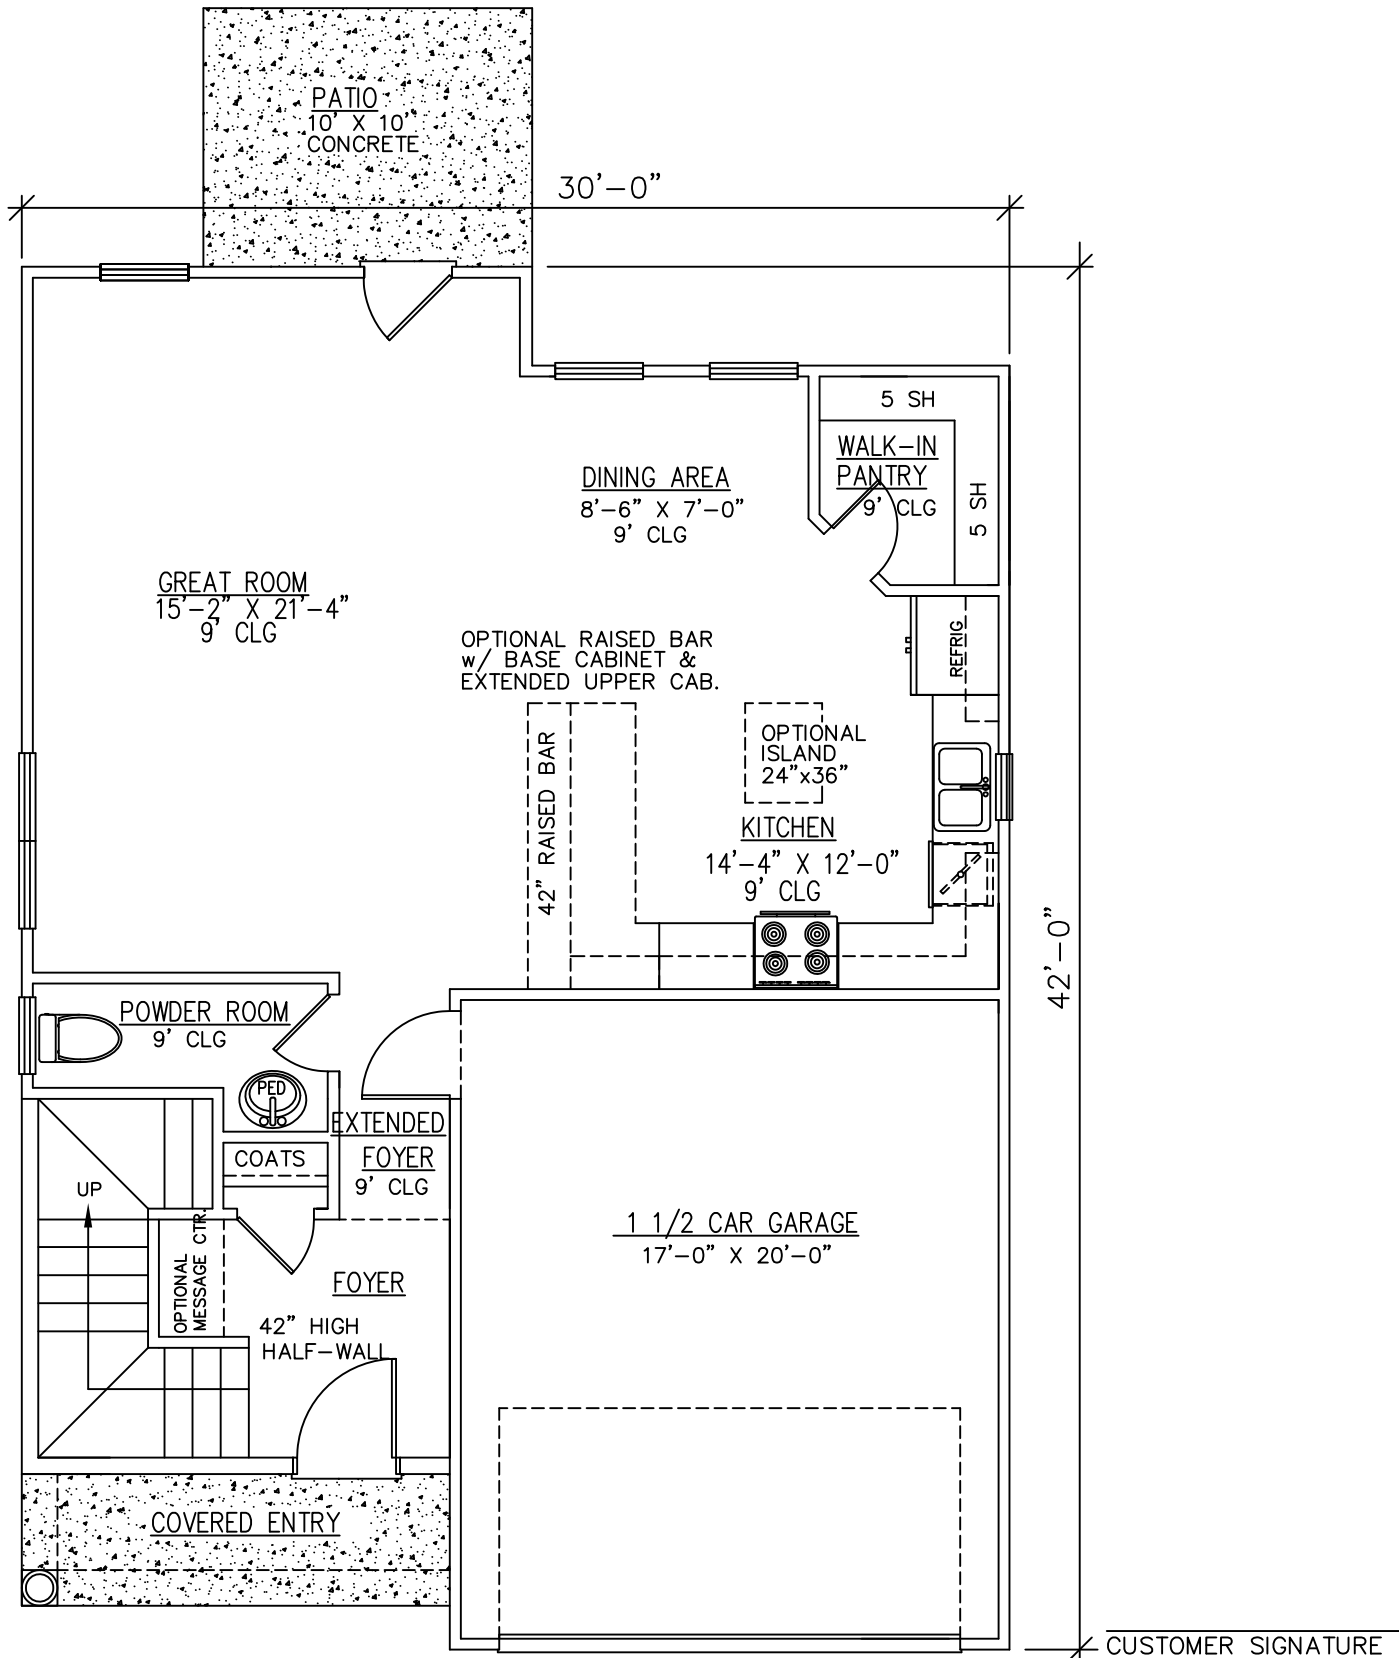 PATIO
10' X 10'
CONCRETE
30'-0"
5 SH
WALK-IN
PANTRY
9' CLG
5 SH
DINING AREA
8'-6" X 7'-0"
9' CLG
GREAT ROOM
15'-2" X 21'-4"
9' CLG
OPTIONAL RAISED BAR
w/ BASE CABINET &
EXTENDED UPPER CAB.
REFRIG
42" RAISED BAR
OPTIONAL
ISLAND
24"x36"
KITCHEN
14'-4" X 12'-0"
9' CLG
42'-0"
POWDER ROOM
9' CLG
PED
EXTENDED
FOYER
9' CLG
COATS
UP
OPTIONAL
MESSAGE CTR.
FOYER
42" HIGH
HALF-WALL
1 1/2 CAR GARAGE
17'-0" X 20'-0"
COVERED ENTRY
CUSTOMER SIGNATURE